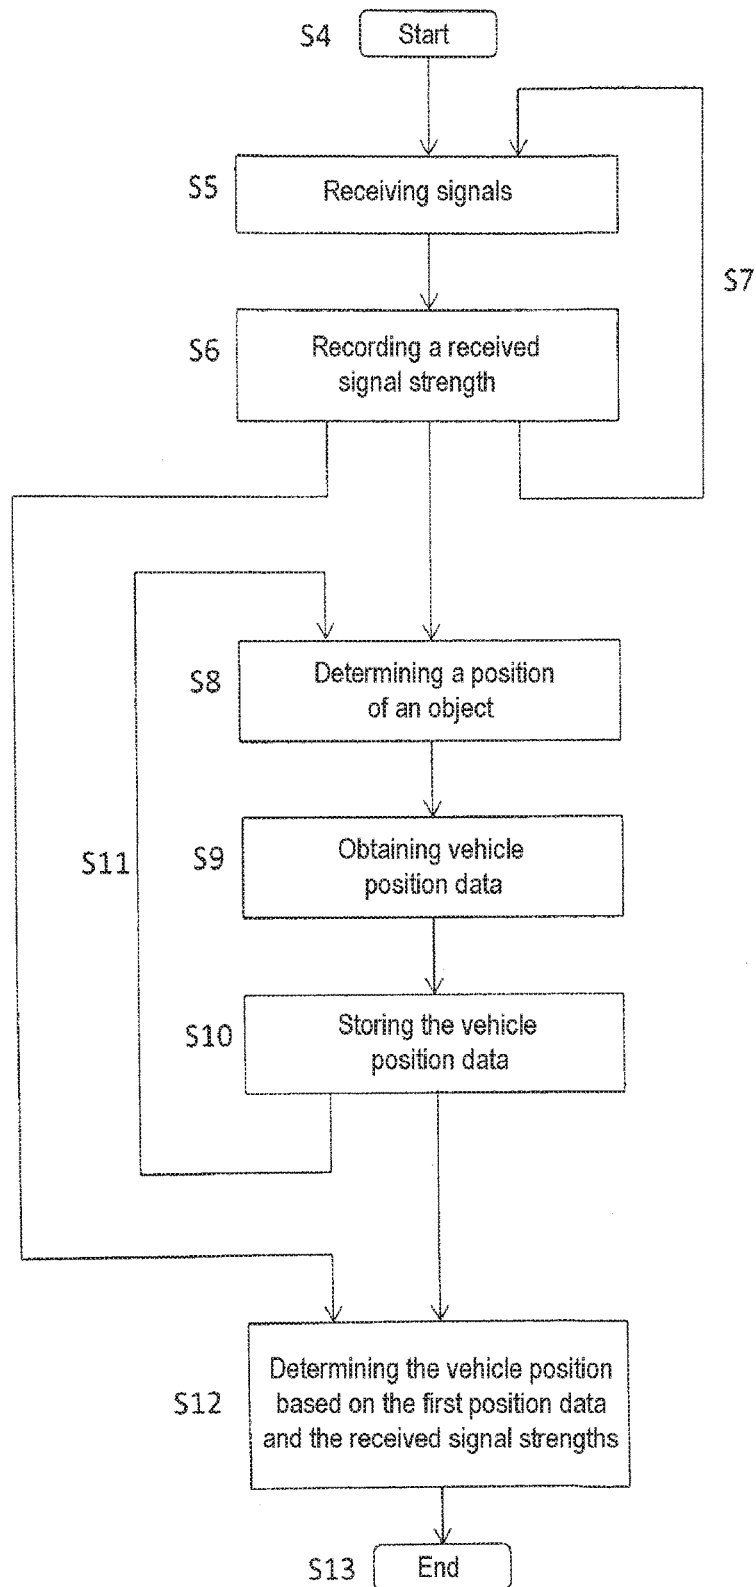 S4
Start
S5
Receiving signals
S7
S6
Recording a received
signal strength
S8
Determining a position
of an object
S11
S9
Obtaining vehicle
position data
S10
Storing the vehicle
position data
S12
Determining the vehicle position
based on the first position data
and the received signal strengths
S13
End